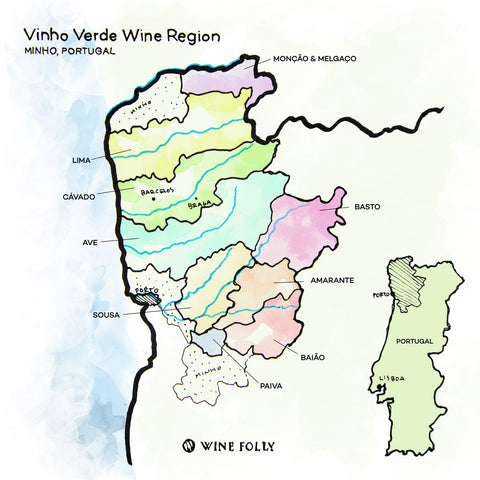 Vinho Verde Wine Region
MINHO, PORTUGAL
MONÇÃO & MELGAÇO
MINHO
LIMA
CÁVADO
BARCELOS
BRAGA
BASTO
AVE
AMARANTE
PORTO
PORTO
SOUSA
PORTUGAL
BAIÃO
MINHO
PAIVA
LISBOA
WINE FOLLY